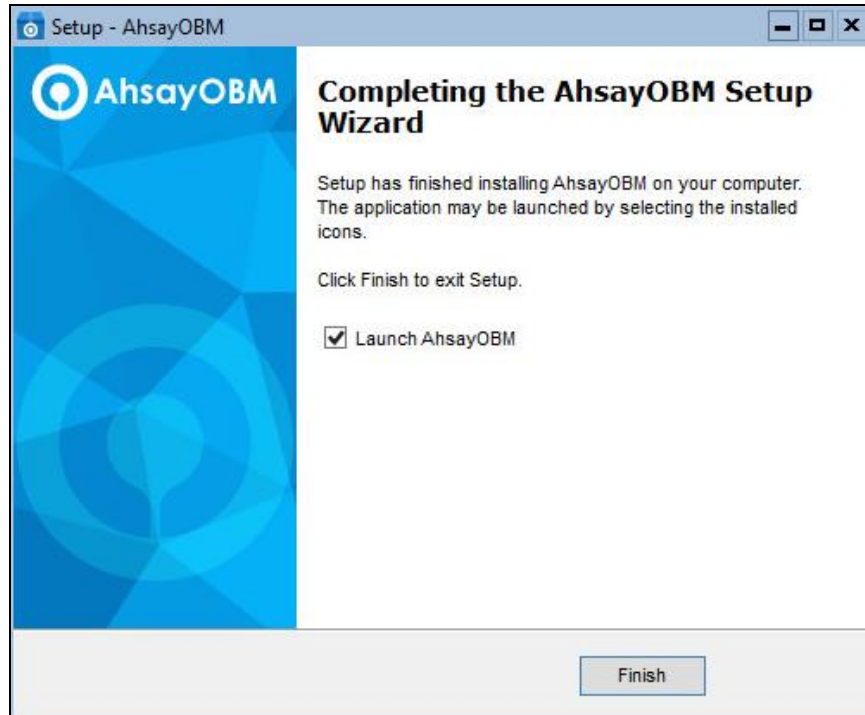 Setup - AhsayOBM
AhsayOBM
Completing the AhsayOBM Setup
Wizard
Setup has finished installing AhsayOBM on your computer.
The application may be launched by selecting the installed
icons.
Click Finish to exit Setup.
Launch AhsayOBM
Finish